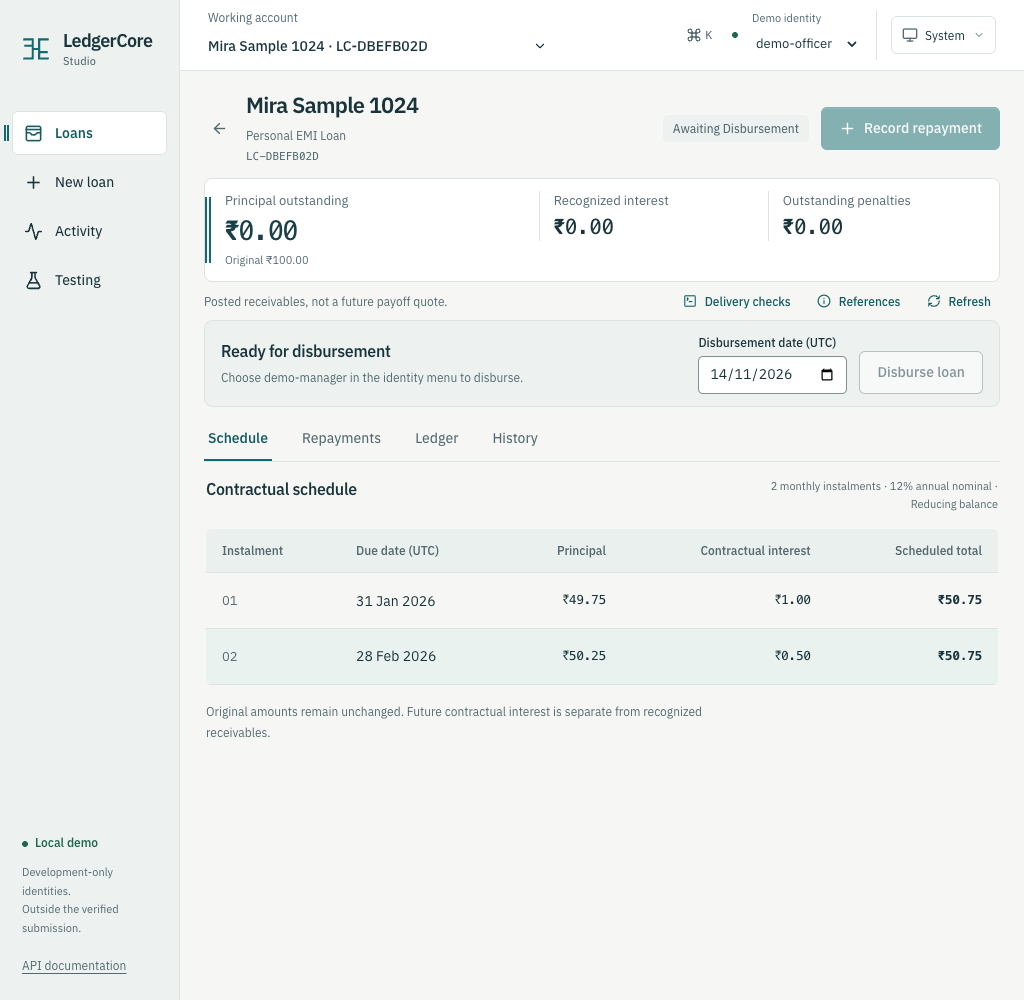 LedgerCore
Studio
Loans
New loan
Activity
Testing
Local demo
Development-only
identities.
Outside the verified
submission.
API documentation
Working account
Mira Sample 1024 · LC-DBEFB02D
⌘ K
Demo identity
demo-officer
System
Mira Sample 1024
Personal EMI Loan
LC-DBEFB02D
Awaiting Disbursement
Record repayment
Principal outstanding
₹0.00
Original ₹100.00
Recognized interest
₹0.00
Outstanding penalties
₹0.00
Posted receivables, not a future payoff quote.
Delivery checks
References
Refresh
Ready for disbursement
Choose demo-manager in the identity menu to disburse.
Disbursement date (UTC)
14/11/2026
Disburse loan
Schedule Repayments Ledger History
Contractual schedule
2 monthly instalments · 12% annual nominal ·
Reducing balance
Instalment Due date (UTC) Principal Contractual interest Scheduled total
01 31 Jan 2026 ₹49.75 ₹1.00 ₹50.75
02 28 Feb 2026 ₹50.25 ₹0.50 ₹50.75
Original amounts remain unchanged. Future contractual interest is separate from recognized
receivables.